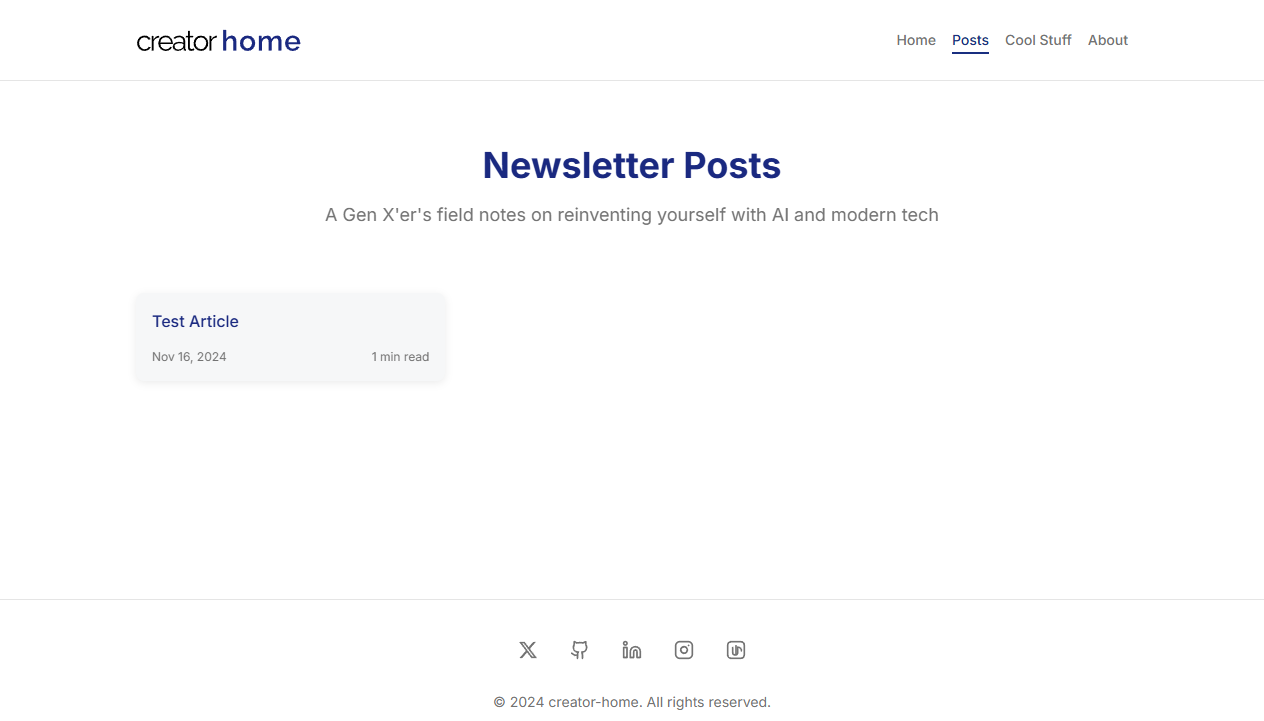 creator home
Home Posts Cool Stuff About
Newsletter Posts
A Gen X'er's field notes on reinventing yourself with AI and modern tech
Test Article
Nov 16, 2024 1 min read
© 2024 creator-home. All rights reserved.